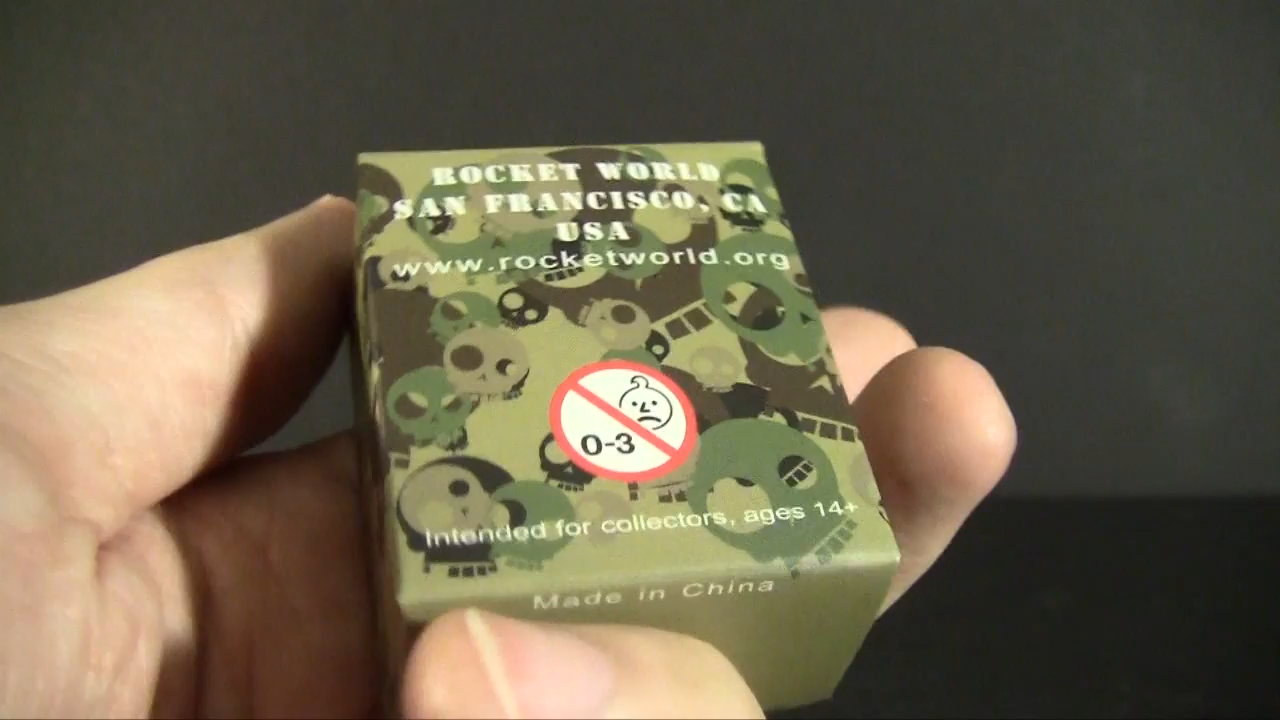 ROCKET WORLD
SAN FRANCISCO, CA
USA
www.rocketworld.org
0-3
Intended for collectors, ages 14+
Made in China